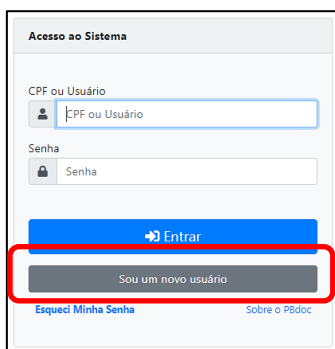 Acesso ao Sistema
CPF ou Usuário
CPF ou Usuário
Senha
Senha
Entrar
Sou um novo usuário
Esqueci Minha Senha Sobre o PBdoc